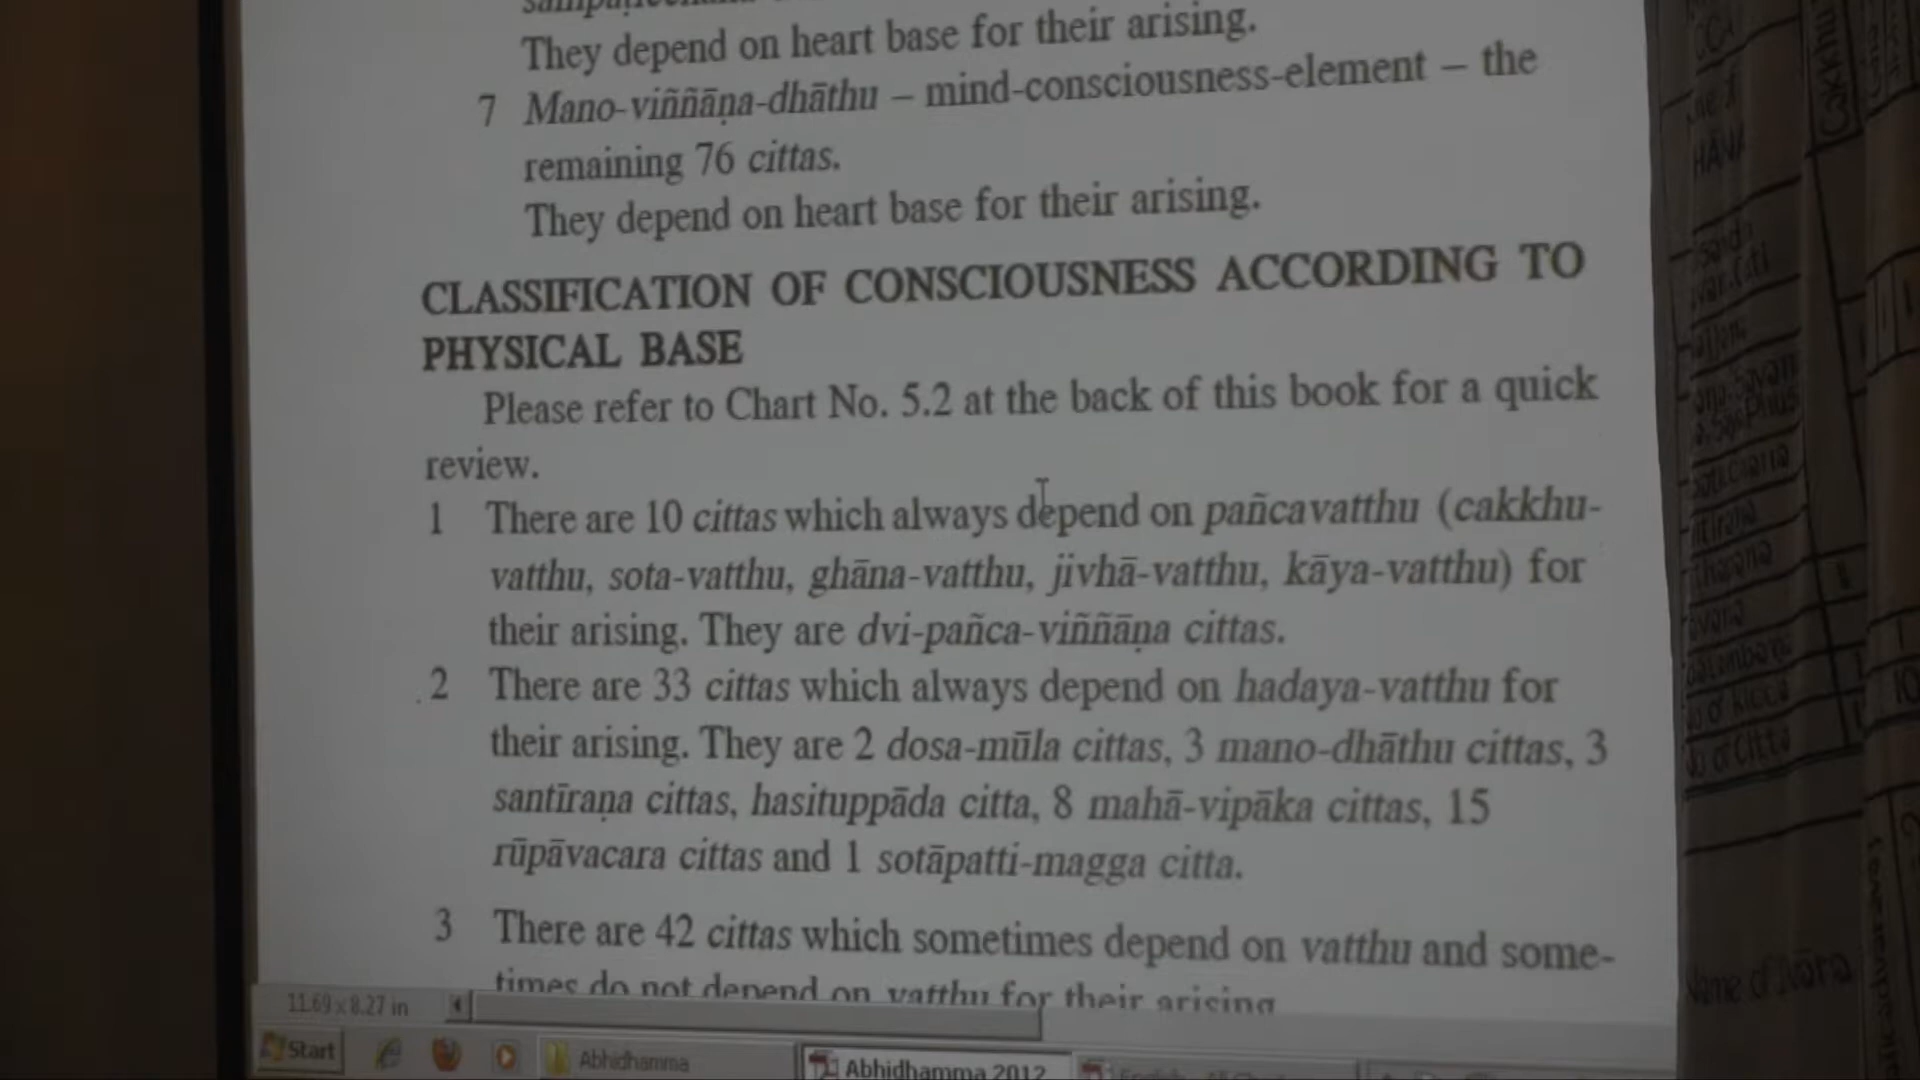 They depend on heart base for their arising.
7 Mano-viññāṇa-dhāthu – mind-consciousness-element – the
remaining 76 cittas.
They depend on heart base for their arising.
CLASSIFICATION OF CONSCIOUSNESS ACCORDING TO
PHYSICAL BASE
Please refer to Chart No. 5.2 at the back of this book for a quick
review.
1 There are 10 cittas which always depend on pañcavatthu (cakkhu-
vatthu, sota-vatthu, ghāna-vatthu, jivhā-vatthu, kāya-vatthu) for
their arising. They are dvi-pañca-viññāṇa cittas.
2 There are 33 cittas which always depend on hadaya-vatthu for
their arising. They are 2 dosa-mūla cittas, 3 mano-dhāthu cittas, 3
santīraṇa cittas, hasituppāda citta, 8 mahā-vipāka cittas, 15
rūpāvacara cittas and 1 sotāpatti-magga citta.
3 There are 42 cittas which sometimes depend on vatthu and some-
times do not depend on vatthu for their arising
11.69 x 8.27 in
Start Abhidhamma Abhidhamma 2012
Name of Dvāra
No of Citta
Cakkhu